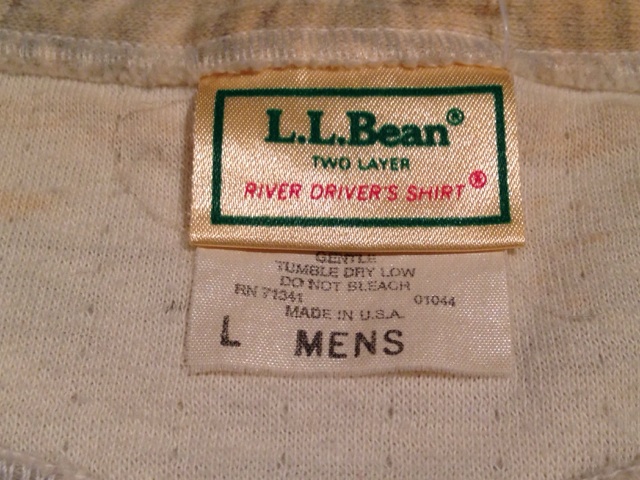 L.L.Bean®
TWO LAYER
RIVER DRIVER'S SHIRT®
GENTLE
TUMBLE DRY LOW
DO NOT BLEACH
RN 71341 01044
MADE IN U.S.A.
L MENS